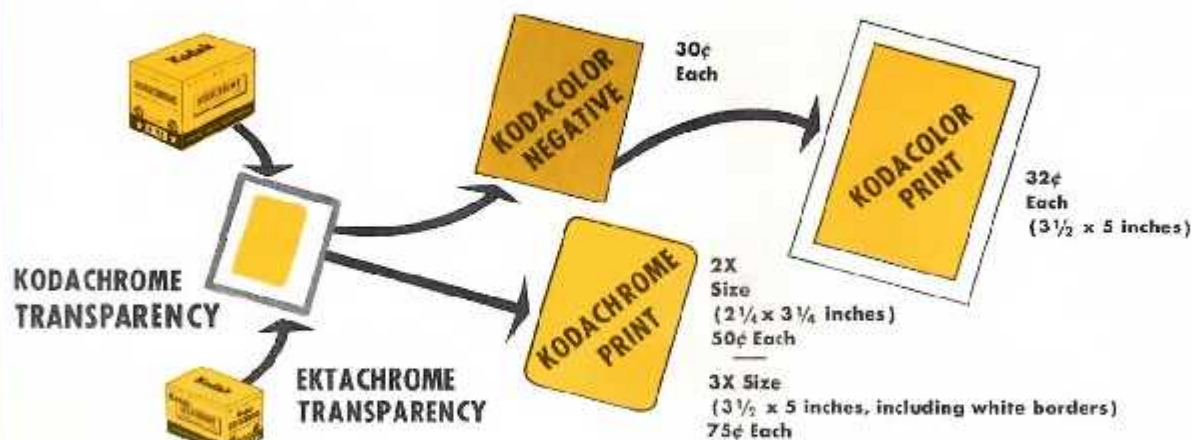 Kodak
KODACHROME
TRANSPARENCY
Kodak
EKTACHROME
TRANSPARENCY
KODACOLOR
NEGATIVE
30¢
Each
KODACOLOR
PRINT
32¢
Each
(3½ x 5 inches)
KODACHROME
PRINT
2X
Size
(2¼ x 3¼ inches)
50¢ Each
3X Size
(3½ x 5 inches, including white borders)
75¢ Each